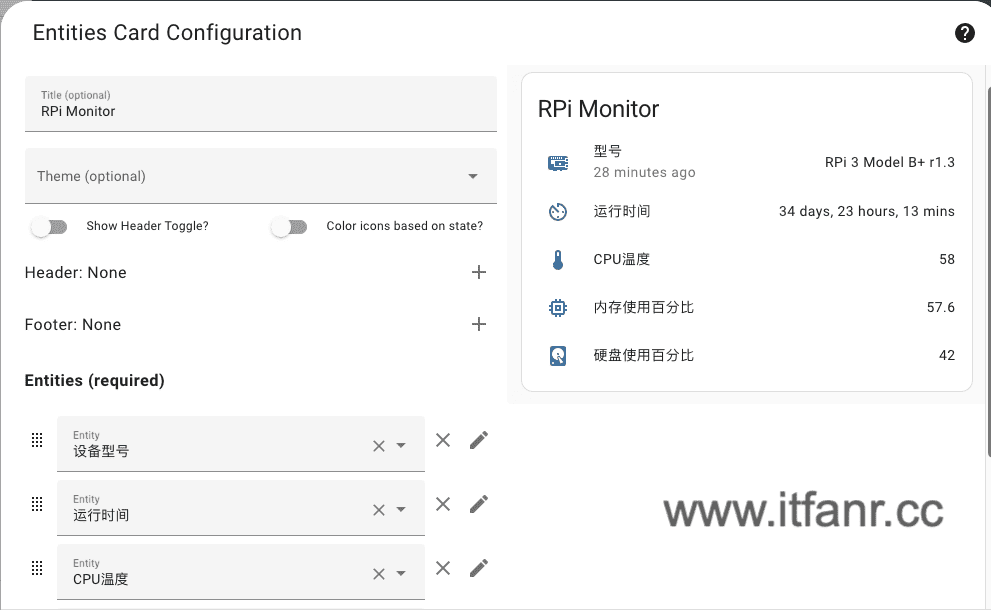 Entities Card Configuration
Title (optional)
RPi Monitor
Theme (optional)
Show Header Toggle?
Color icons based on state?
Header: None
Footer: None
Entities (required)
Entity
设备型号
Entity
运行时间
Entity
CPU温度
RPi Monitor
型号
28 minutes ago
RPi 3 Model B+ r1.3
运行时间
34 days, 23 hours, 13 mins
CPU温度
58
内存使用百分比
57.6
硬盘使用百分比
42
www.itfanr.cc